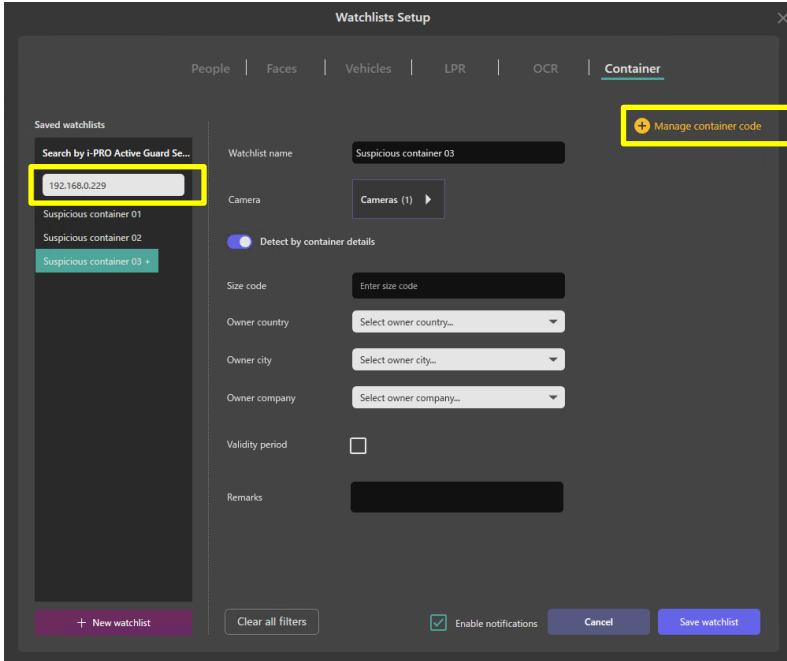 Watchlists Setup
People
Faces
Vehicles
LPR
OCR
Container
Saved watchlists
Manage container code
Search by i-PRO Active Guard Se...
192.168.0.229
Suspicious container 01
Suspicious container 02
Suspicious container 03 +
Watchlist name
Suspicious container 03
Camera
Cameras (1)
Detect by container details
Size code
Enter size code
Owner country
Select owner country...
Owner city
Select owner city...
Owner company
Select owner company...
Validity period
Remarks
+ New watchlist
Clear all filters
Enable notifications
Cancel
Save watchlist